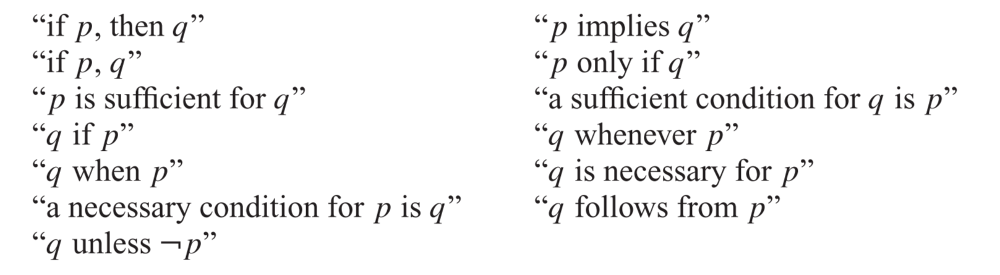 “if p, then q”
“if p, q”
“p is sufficient for q”
“q if p”
“q when p”
“a necessary condition for p is q”
“q unless ¬p”
“p implies q”
“p only if q”
“a sufficient condition for q is p”
“q whenever p”
“q is necessary for p”
“q follows from p”